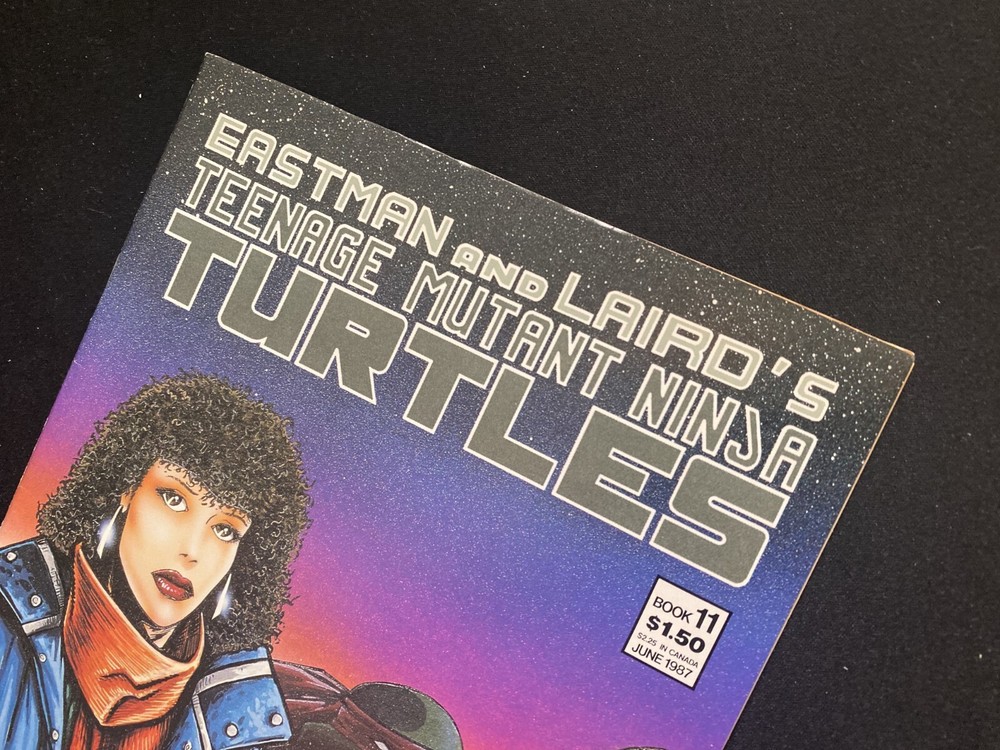 EASTMAN AND LAIRD'S
TEENAGE MUTANT NINJA
TURTLES
BOOK 11
$1.50
$2.25 IN CANADA
JUNE 1987